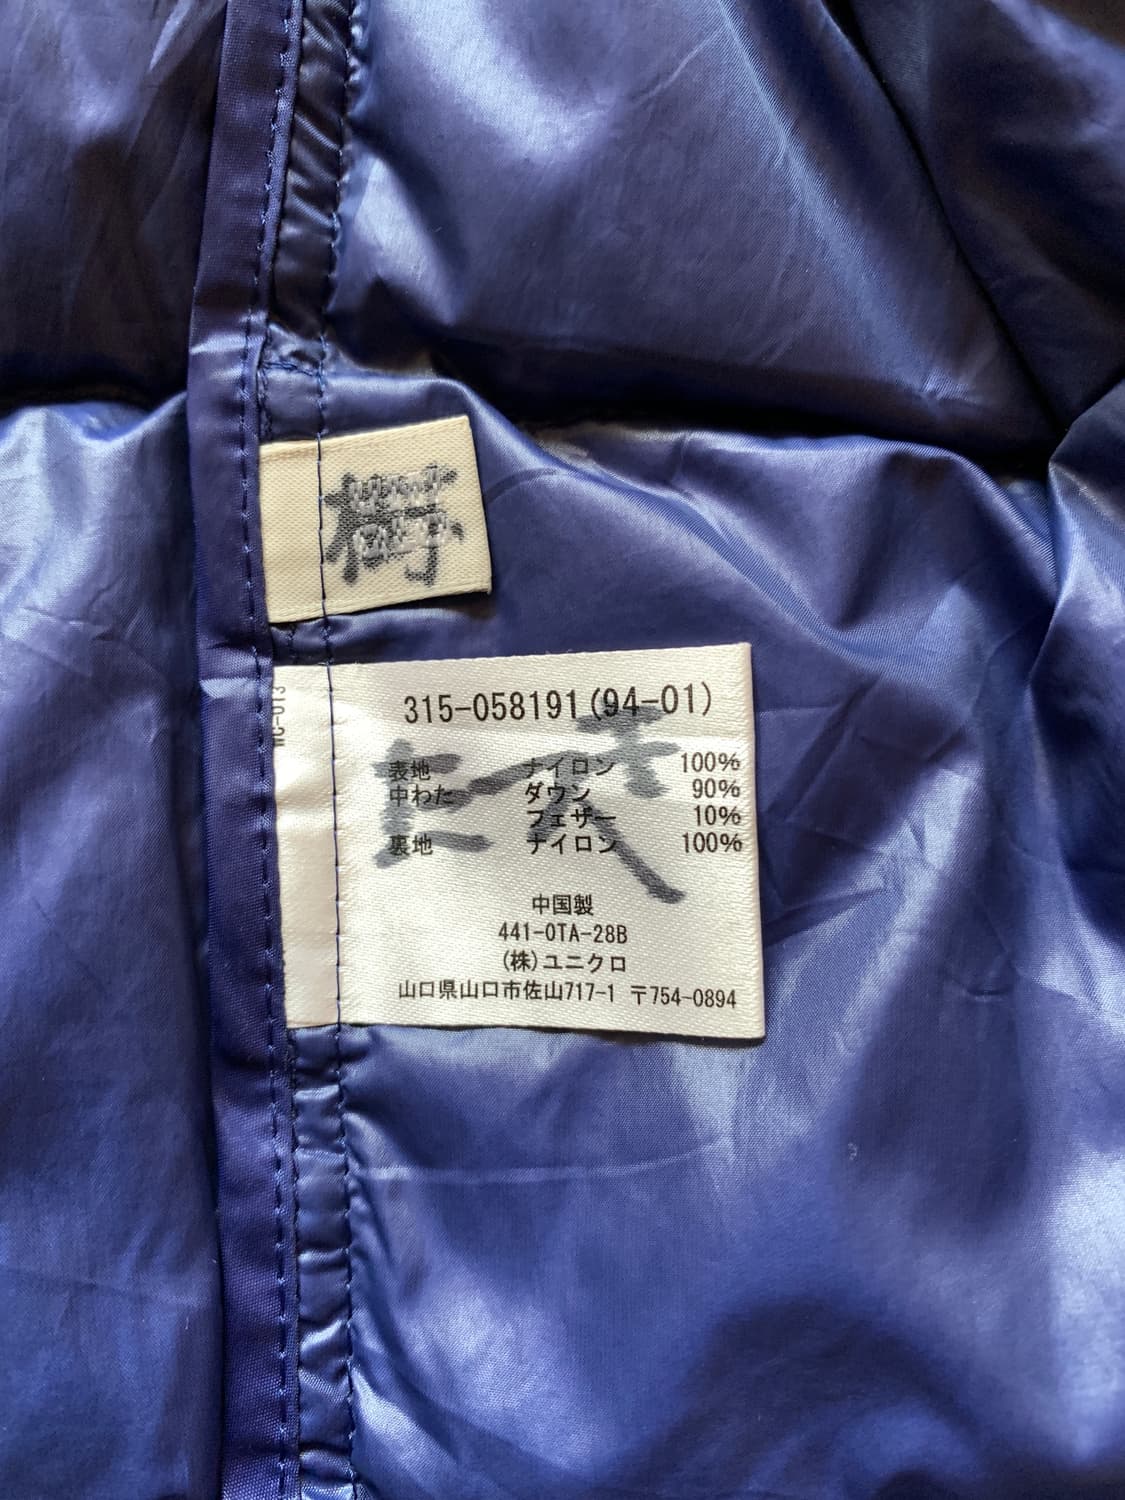 315-058191(94-01)
表地 ナイロン 100%
中わた ダウン 90%
フェザー 10%
裏地 ナイロン 100%
中国製
441-0TA-28B
(株)ユニクロ
山口県山口市佐山717-1 〒754-0894